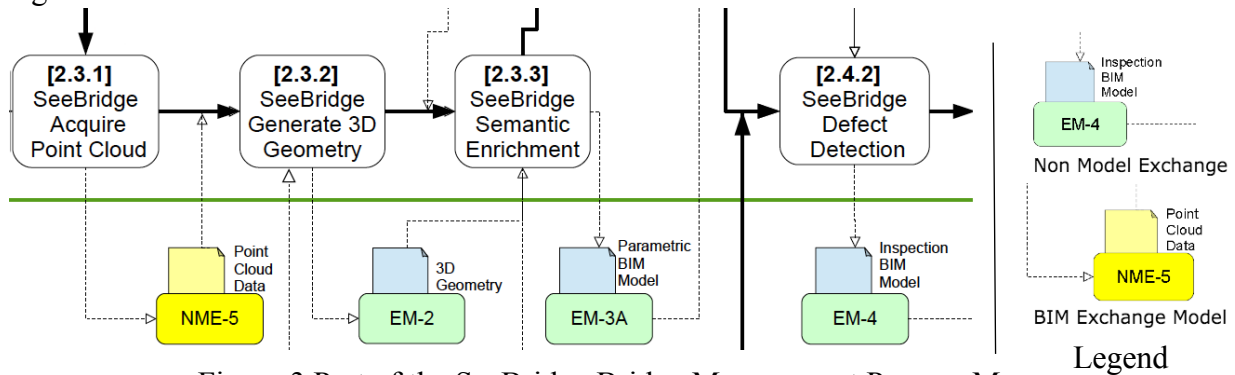 [2.3.1]
SeeBridge
Acquire
Point Cloud
[2.3.2]
SeeBridge
Generate 3D
Geometry
[2.3.3]
SeeBridge
Semantic
Enrichment
[2.4.2]
SeeBridge
Defect
Detection
Point
Cloud
Data
NME-5
3D
Geometry
EM-2
Parametric
BIM
Model
EM-3A
Inspection
BIM
Model
EM-4
Inspection
BIM
Model
EM-4
Non Model Exchange
Point
Cloud
Data
NME-5
BIM Exchange Model
Legend